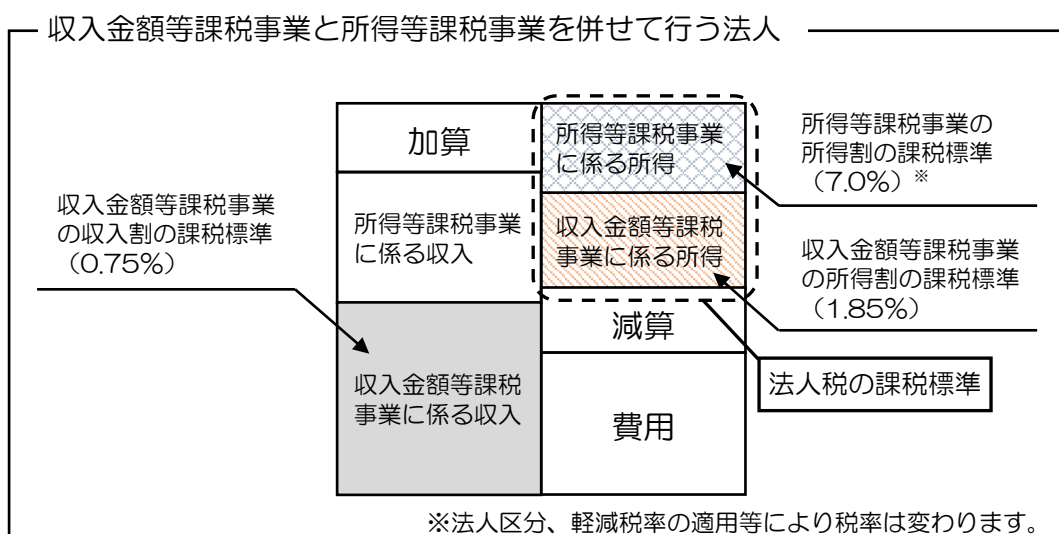 収入金額等課税事業と所得等課税事業を併せて行う法人
収入金額等課税事業
の収入割の課税標準
（0.75%）
加算
所得等課税事業
に係る収入
収入金額等課税
事業に係る収入
所得等課税事業
に係る所得
収入金額等課税
事業に係る所得
減算
費用
所得等課税事業の
所得割の課税標準
（7.0%）※
収入金額等課税事業
の所得割の課税標準
（1.85%）
法人税の課税標準
※法人区分、軽減税率の適用等により税率は変わります。